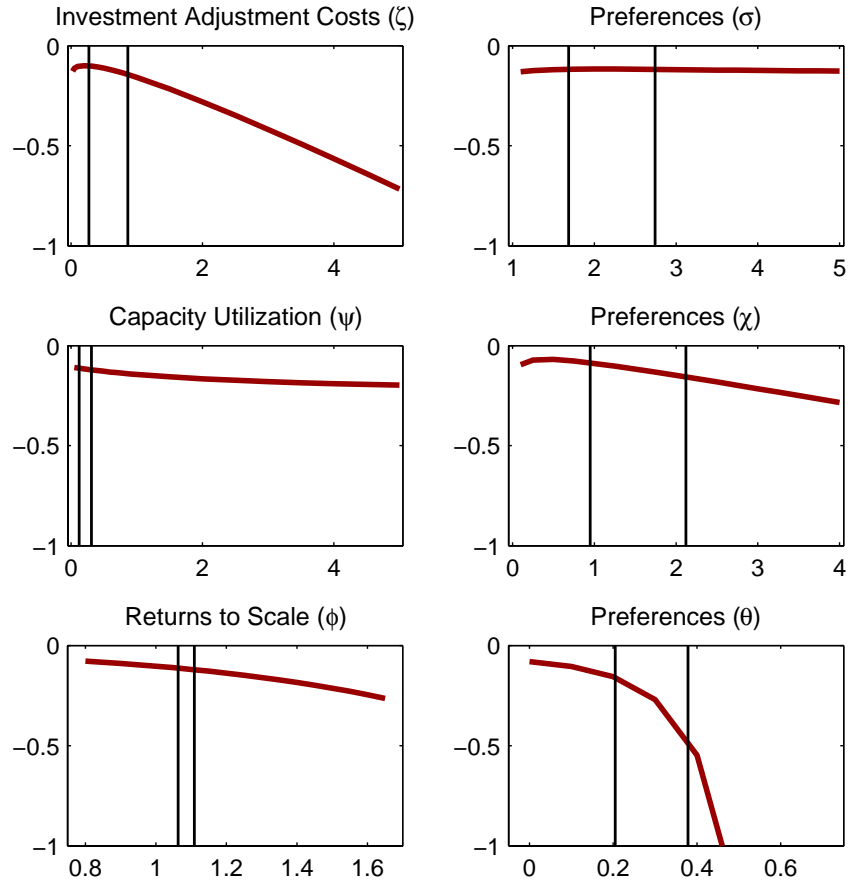 Investment Adjustment Costs (ζ)
0
−0.5
−1
0 2 4
Preferences (σ)
0
−0.5
−1
1 2 3 4 5
Capacity Utilization (ψ)
0
−0.5
−1
0 2 4
Preferences (χ)
0
−0.5
−1
0 1 2 3 4
Returns to Scale (ϕ)
0
−0.5
−1
0.8 1 1.2 1.4 1.6
Preferences (θ)
0
−0.5
−1
0 0.2 0.4 0.6